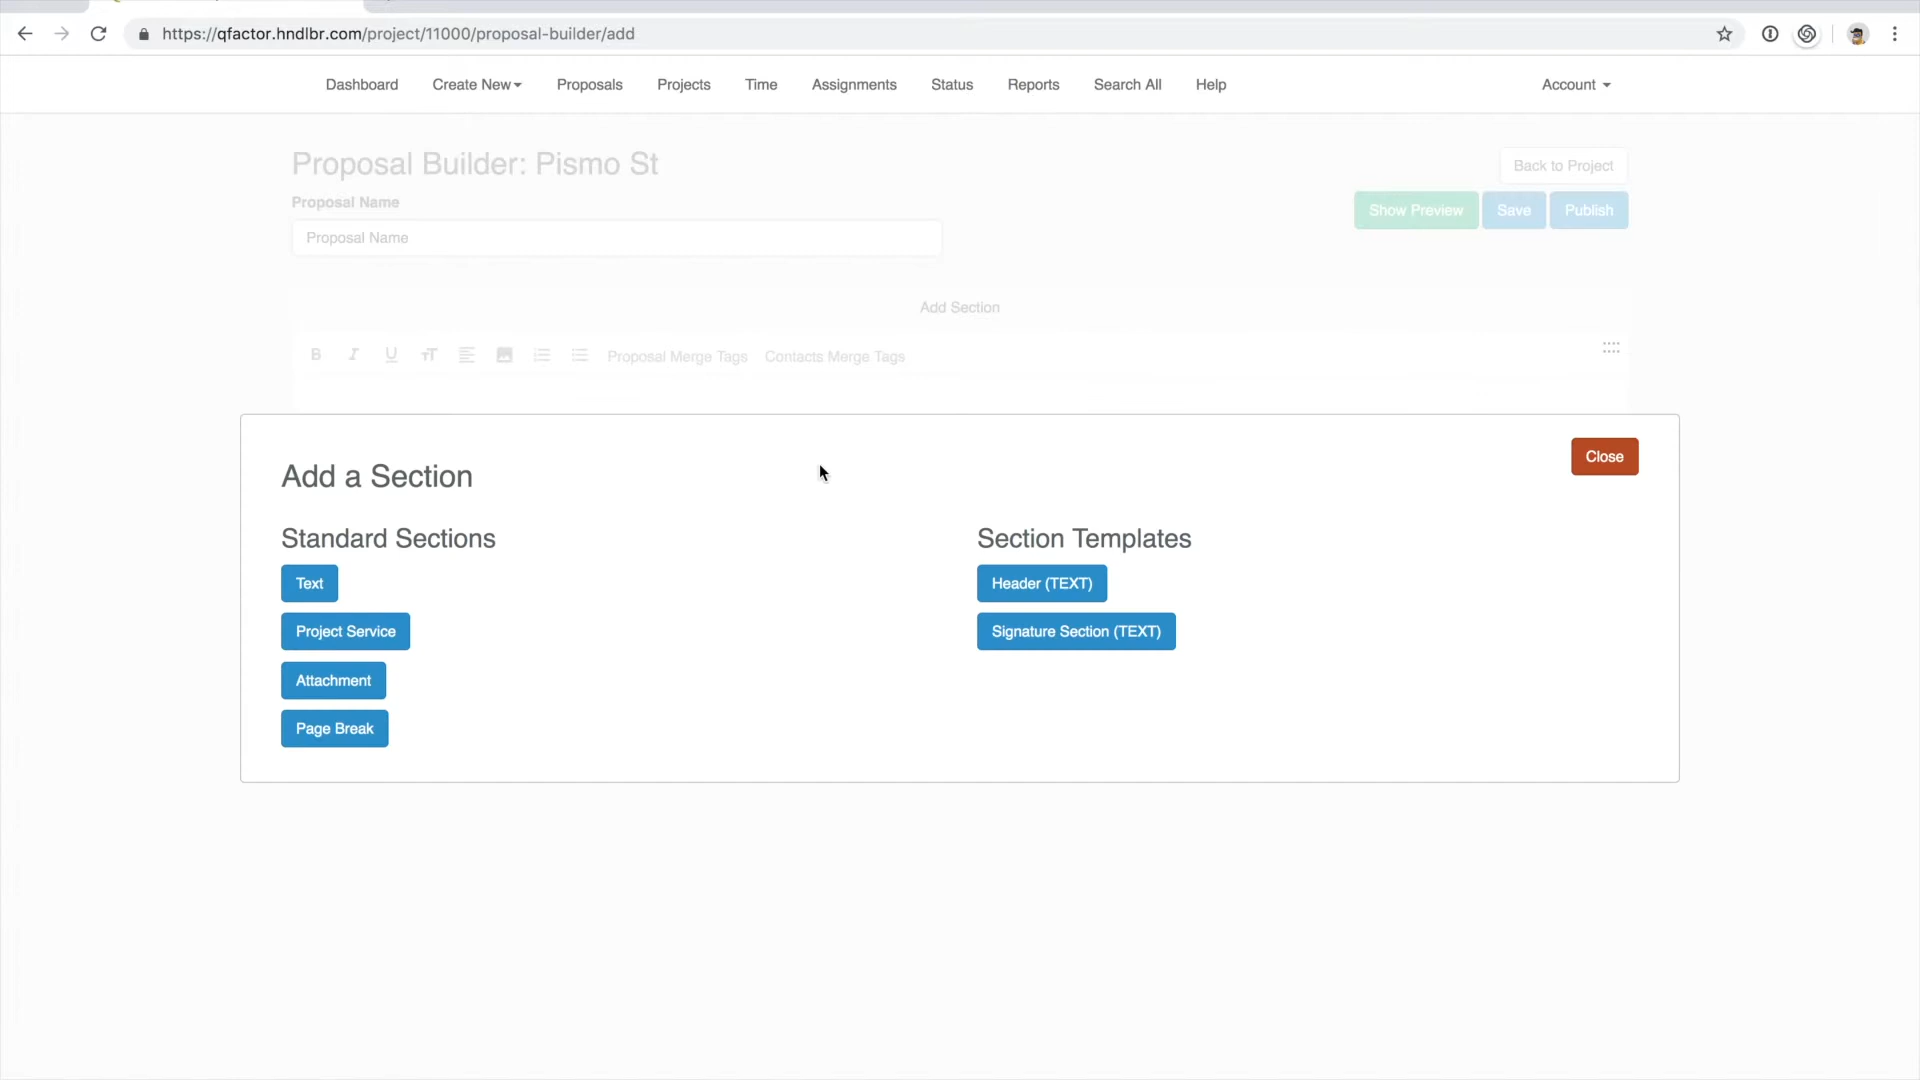 https://qfactor.hndlbr.com/project/11000/proposal-builder/add
Dashboard Create New Proposals Projects Time Assignments Status Reports Search All Help Account
Proposal Builder: Pismo St
Back to Project
Proposal Name
Show Preview Save Publish
Proposal Name
Add Section
B I U TT Proposal Merge Tags Contacts Merge Tags
Close
Add a Section
Standard Sections
Text
Project Service
Attachment
Page Break
Section Templates
Header (TEXT)
Signature Section (TEXT)